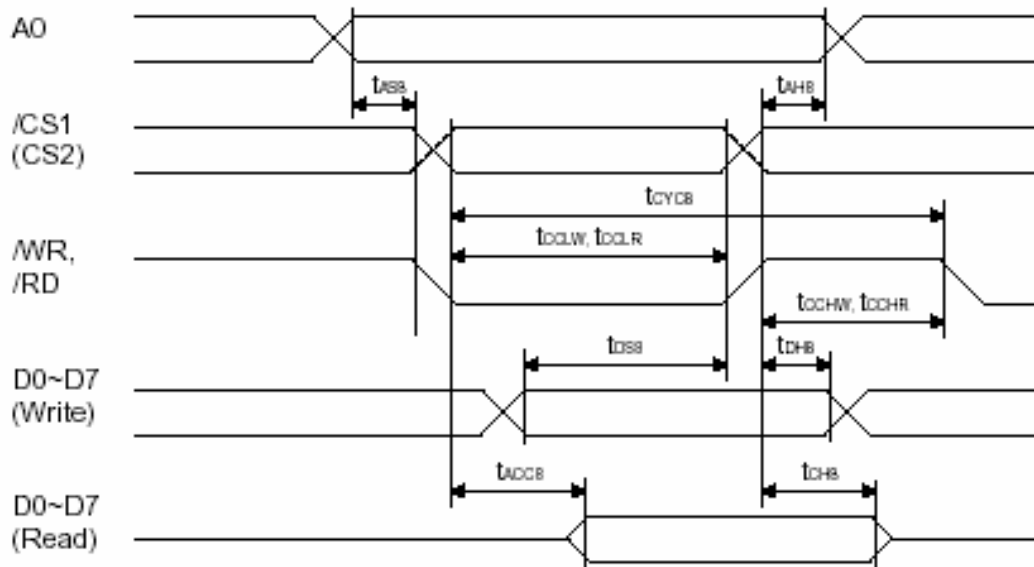 A0
tAS8
tAH8
/CS1
(CS2)
tCYC8
tCCLW, tCCLR
/WR,
/RD
tCCHW, tCCHR
tDS8
tDH8
D0~D7
(Write)
tACC8
tCH8
D0~D7
(Read)